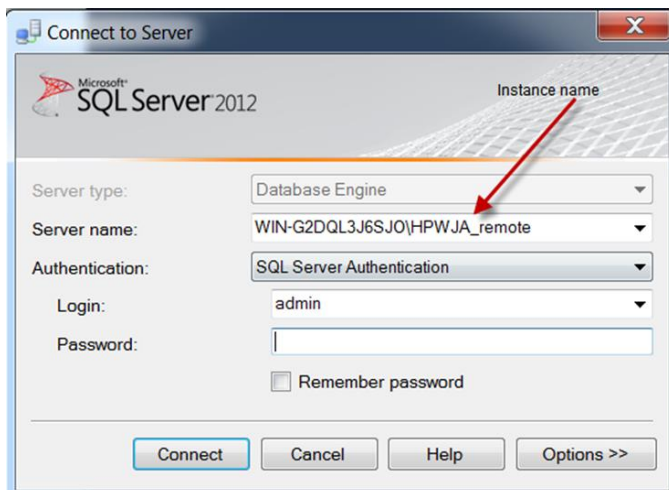 Connect to Server
Microsoft®
SQL Server® 2012
Instance name
Server type:
Database Engine
Server name:
WIN-G2DQL3J6SJO\HPWJA_remote
Authentication:
SQL Server Authentication
Login:
admin
Password:
Remember password
Connect
Cancel
Help
Options >>